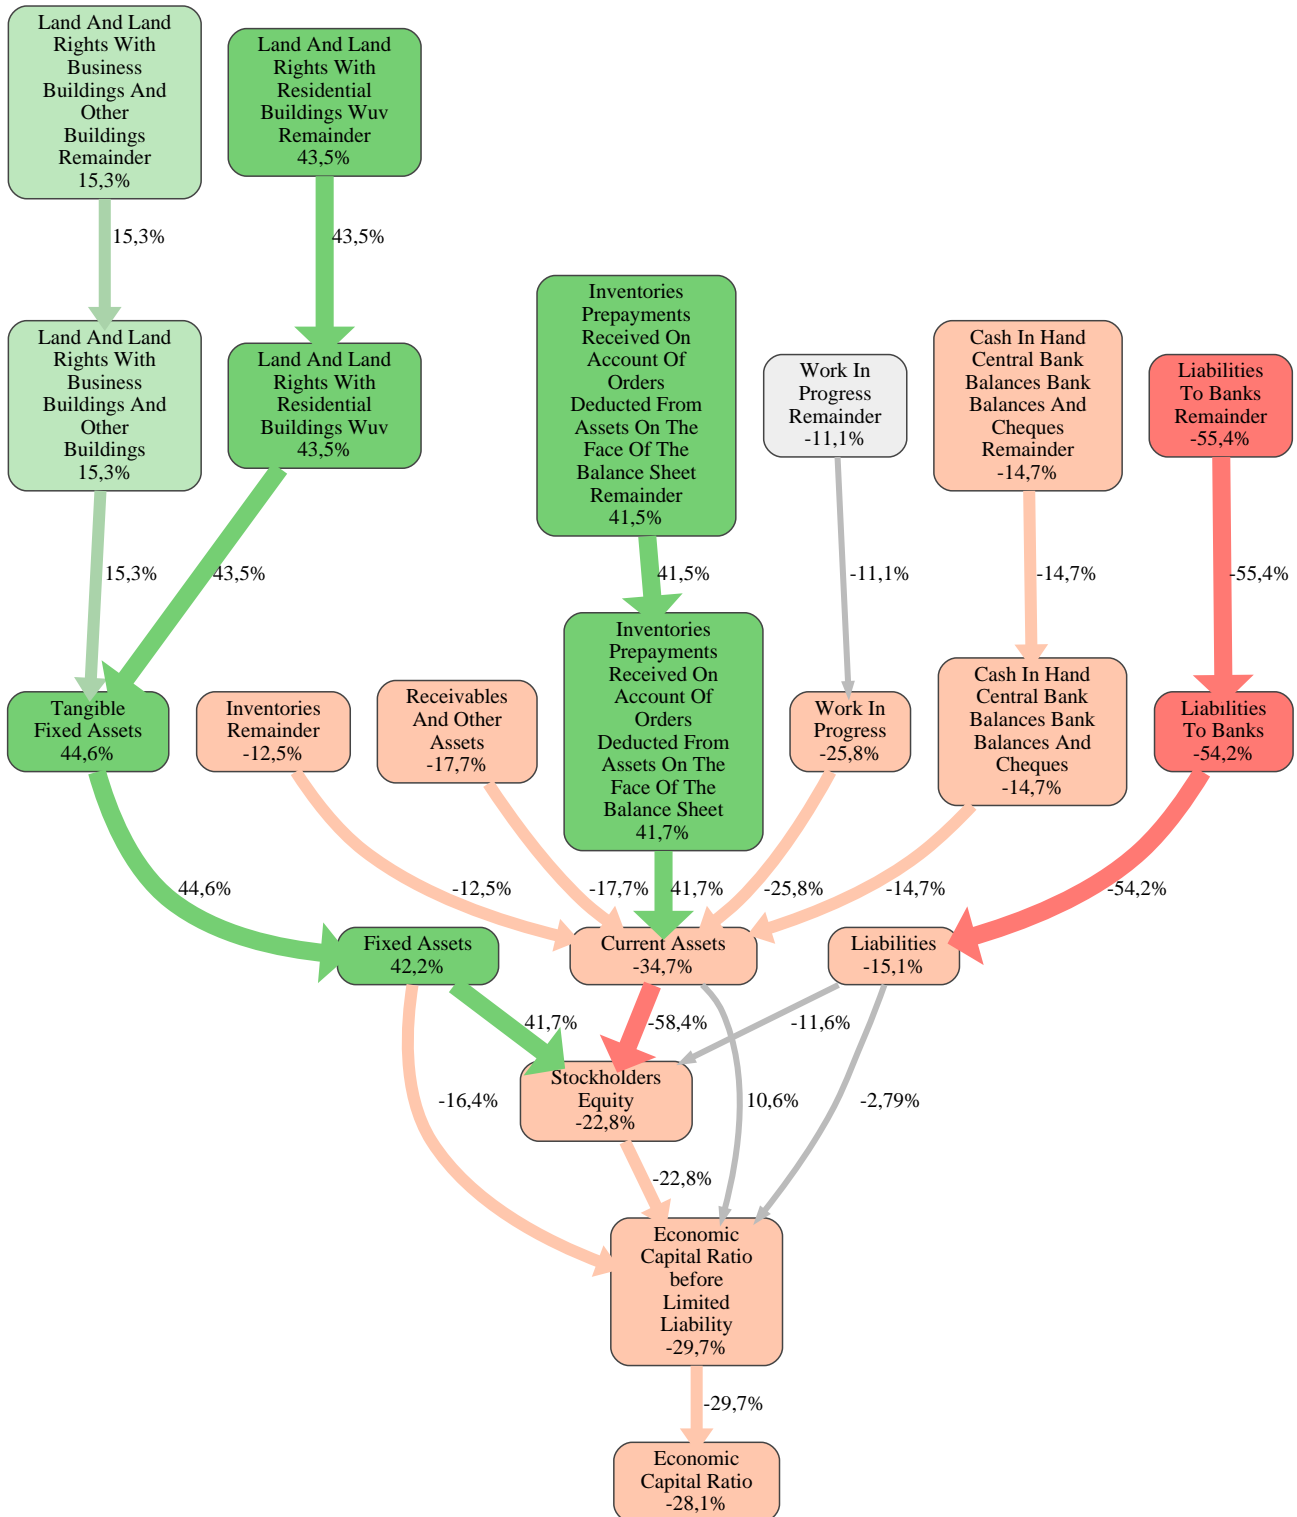 Land And Land
Rights With
Business
Buildings And
Other
Buildings
Remainder
15,3%
Land And Land
Rights With
Residential
Buildings Wuv
Remainder
43,5%
15,3%
43,5%
Land And Land
Rights With
Business
Buildings And
Other
Buildings
15,3%
Land And Land
Rights With
Residential
Buildings Wuv
43,5%
Inventories
Prepayments
Received On
Account Of
Orders
Deducted From
Assets On The
Face Of The
Balance Sheet
Remainder
41,5%
Work In
Progress
Remainder
-11,1%
Cash In Hand
Central Bank
Balances Bank
Balances And
Cheques
Remainder
-14,7%
Liabilities
To Banks
Remainder
-55,4%
15,3%
43,5%
41,5%
-11,1%
-14,7%
-55,4%
Tangible
Fixed Assets
44,6%
Inventories
Remainder
-12,5%
Receivables
And Other
Assets
-17,7%
Inventories
Prepayments
Received On
Account Of
Orders
Deducted From
Assets On The
Face Of The
Balance Sheet
41,7%
Work In
Progress
-25,8%
Cash In Hand
Central Bank
Balances Bank
Balances And
Cheques
-14,7%
Liabilities
To Banks
-54,2%
44,6%
-12,5%
-17,7%
41,7%
-25,8%
-14,7%
-54,2%
Fixed Assets
42,2%
Current Assets
-34,7%
Liabilities
-15,1%
41,7%
-58,4%
-11,6%
-16,4%
Stockholders
Equity
-22,8%
10,6%
-2,79%
-22,8%
Economic
Capital Ratio
before
Limited
Liability
-29,7%
-29,7%
Economic
Capital Ratio
-28,1%